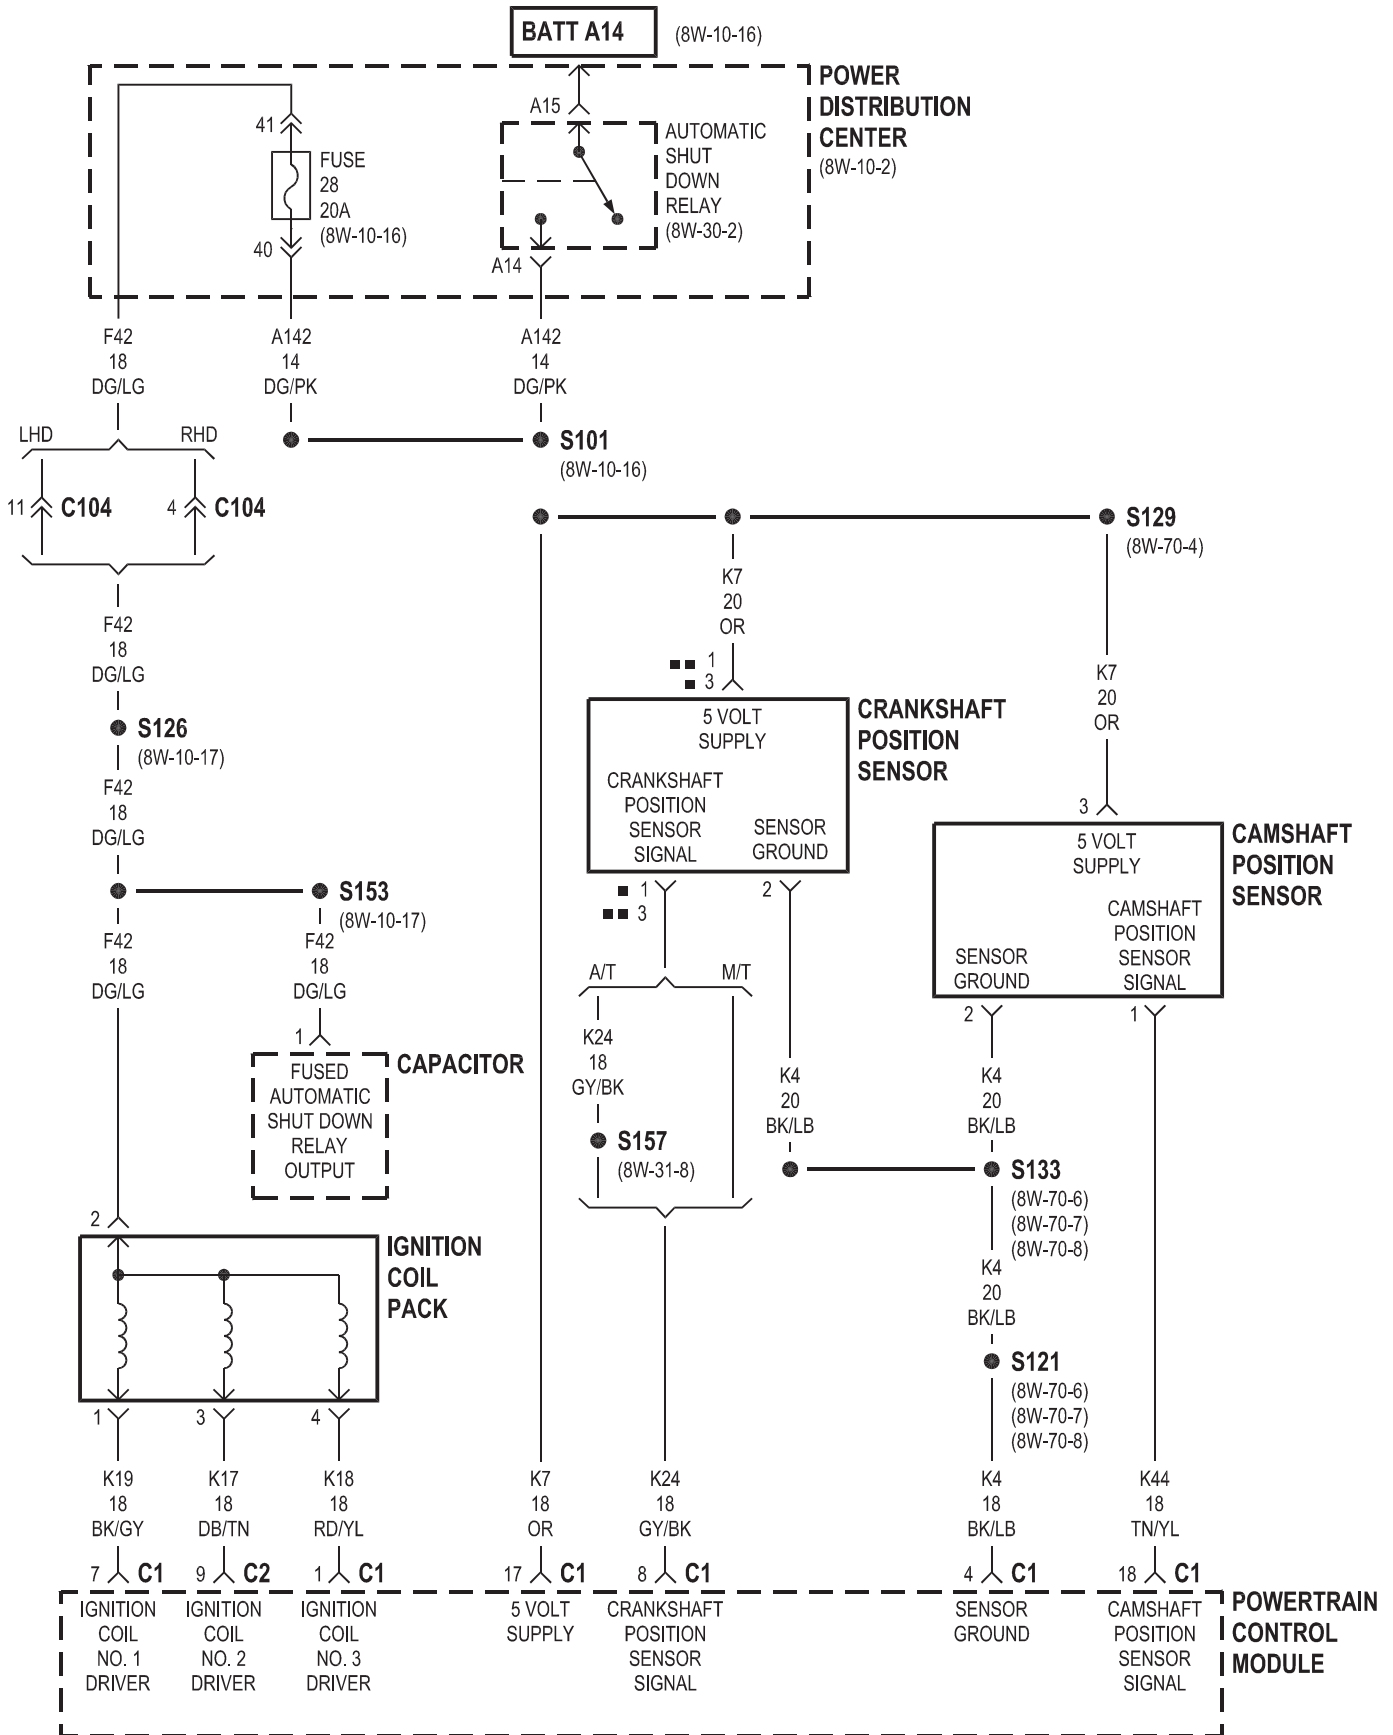 BATT A14 (8W-10-16)
POWER
DISTRIBUTION
CENTER
(8W-10-2)
A15
41
AUTOMATIC
SHUT
DOWN
RELAY
(8W-30-2)
FUSE
28
20A
(8W-10-16)
40
A14
F42
18
DG/LG
A142
14
DG/PK
A142
14
DG/PK
LHD RHD
S101
(8W-10-16)
11 C104 4 C104
S129
(8W-70-4)
K7
20
OR
F42
18
DG/LG
1
3
K7
20
OR
S126
(8W-10-17)
5 VOLT
SUPPLY
CRANKSHAFT
POSITION
SENSOR
CRANKSHAFT
POSITION
SENSOR
SIGNAL
SENSOR
GROUND
F42
18
DG/LG
3
5 VOLT
SUPPLY
CAMSHAFT
POSITION
SENSOR
S153
(8W-10-17)
1
3
2
CAMSHAFT
POSITION
SENSOR
SIGNAL
SENSOR
GROUND
F42
18
DG/LG
F42
18
DG/LG
A/T M/T
2 1
1
CAPACITOR
FUSED
AUTOMATIC
SHUT DOWN
RELAY
OUTPUT
K24
18
GY/BK
K4
20
BK/LB
K4
20
BK/LB
S157
(8W-31-8)
S133
(8W-70-6)
(8W-70-7)
(8W-70-8)
2
IGNITION
COIL
PACK
K4
20
BK/LB
S121
(8W-70-6)
(8W-70-7)
(8W-70-8)
1 3 4
K19
18
BK/GY
K17
18
DB/TN
K18
18
RD/YL
K7
18
OR
K24
18
GY/BK
K4
18
BK/LB
K44
18
TN/YL
7 C1 9 C2 1 C1 17 C1 8 C1 4 C1 18 C1
IGNITION
COIL
NO. 1
DRIVER
IGNITION
COIL
NO. 2
DRIVER
IGNITION
COIL
NO. 3
DRIVER
5 VOLT
SUPPLY
CRANKSHAFT
POSITION
SENSOR
SIGNAL
SENSOR
GROUND
CAMSHAFT
POSITION
SENSOR
SIGNAL
POWERTRAIN
CONTROL
MODULE